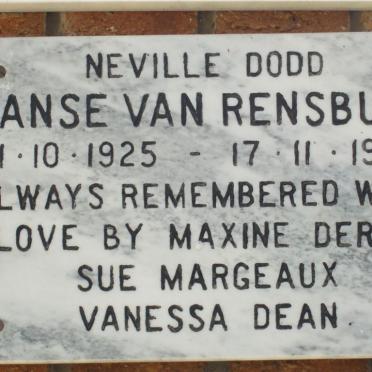 NEVILLE DODD
ANSE VAN RENSBU
1·10·1925 - 17·11·19
LWAYS REMEMBERED W
LOVE BY MAXINE DER
SUE MARGEAUX
VANESSA DEAN.